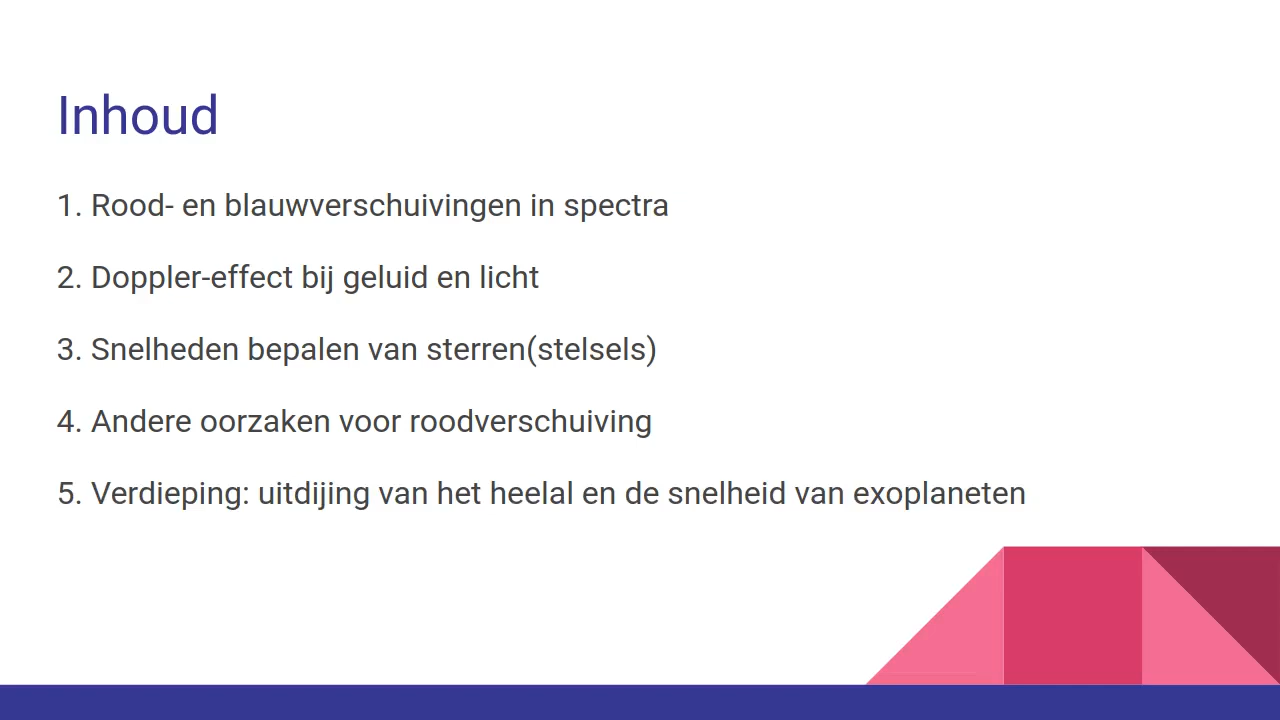 Inhoud
1. Rood- en blauwverschuivingen in spectra
2. Doppler-effect bij geluid en licht
3. Snelheden bepalen van sterren(stelsels)
4. Andere oorzaken voor roodverschuiving
5. Verdieping: uitdijing van het heelal en de snelheid van exoplaneten